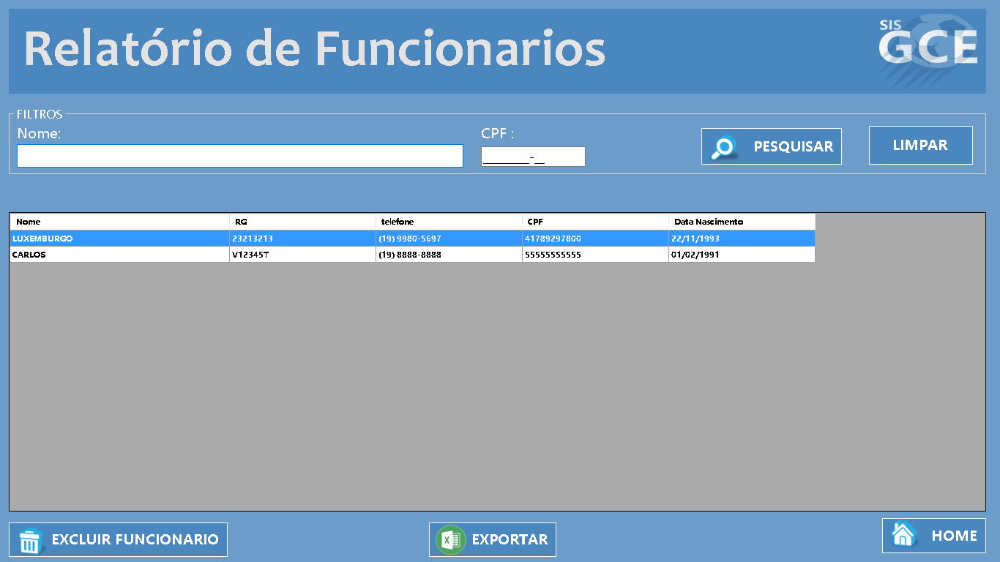 Relatório de Funcionarios
SIS
GCE
FILTROS
Nome:
CPF :
_________-__
PESQUISAR
LIMPAR
Nome RG telefone CPF Data Nascimento
LUXEMBURGO 23213213 (19) 9980-5697 41789297800 22/11/1993
CARLOS V12345T (19) 8888-8888 55555555555 01/02/1991
EXCLUIR FUNCIONARIO
EXPORTAR
HOME